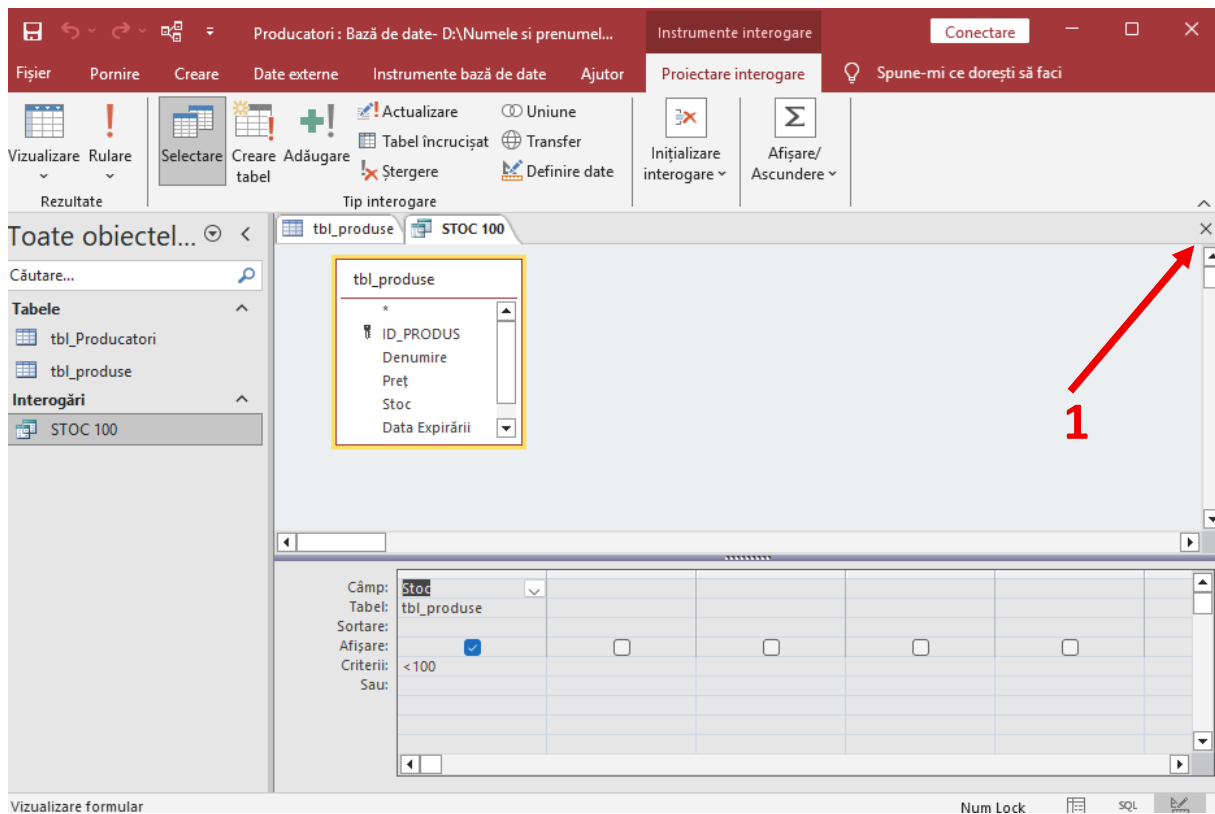 Producatori : Bază de date- D:\Numele si prenumel...
Instrumente interogare
Conectare
Fișier Pornire Creare Date externe Instrumente bază de date Ajutor Proiectare interogare Spune-mi ce dorești să faci
Vizualizare
Rulare
Rezultate
Selectare
Creare tabel
Adăugare
Actualizare
Tabel încrucișat
Ștergere
Uniune
Transfer
Definire date
Tip interogare
Inițializare
interogare
Afișare/
Ascundere
Toate obiectel...
Căutare...
Tabele
tbl_Producatori
tbl_produse
Interogări
STOC 100
tbl_produse
STOC 100
tbl_produse
*
ID_PRODUS
Denumire
Preț
Stoc
Data Expirării
1
Câmp: Stoc
Tabel: tbl_produse
Sortare:
Afișare:
Criterii: <100
Sau:
Vizualizare formular
Num Lock
SQL